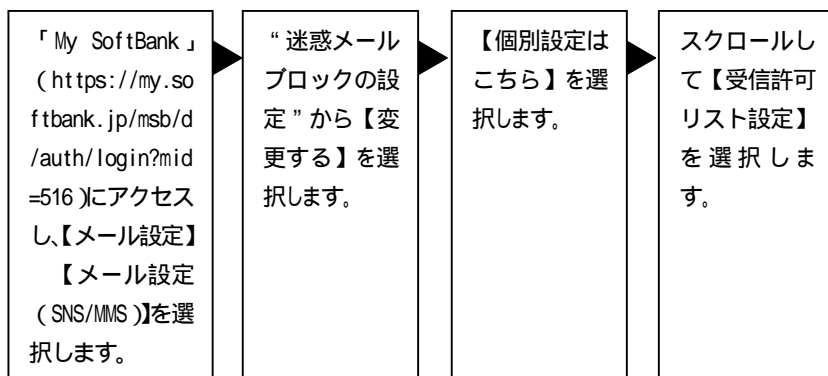 「My SoftBank」
(https://my.so
ftbank.jp/msb/d
/auth/login?mid
=516)にアクセス
し、【メール設定】
【メール設定
(SNS/MMS)】を選
択します。
“迷惑メール
ブロックの設
定”から【変
更する】を選
択します。
【個別設定は
こちら】を選
択します。
スクロールし
て【受信許可
リスト設定】
を選択しま
す。